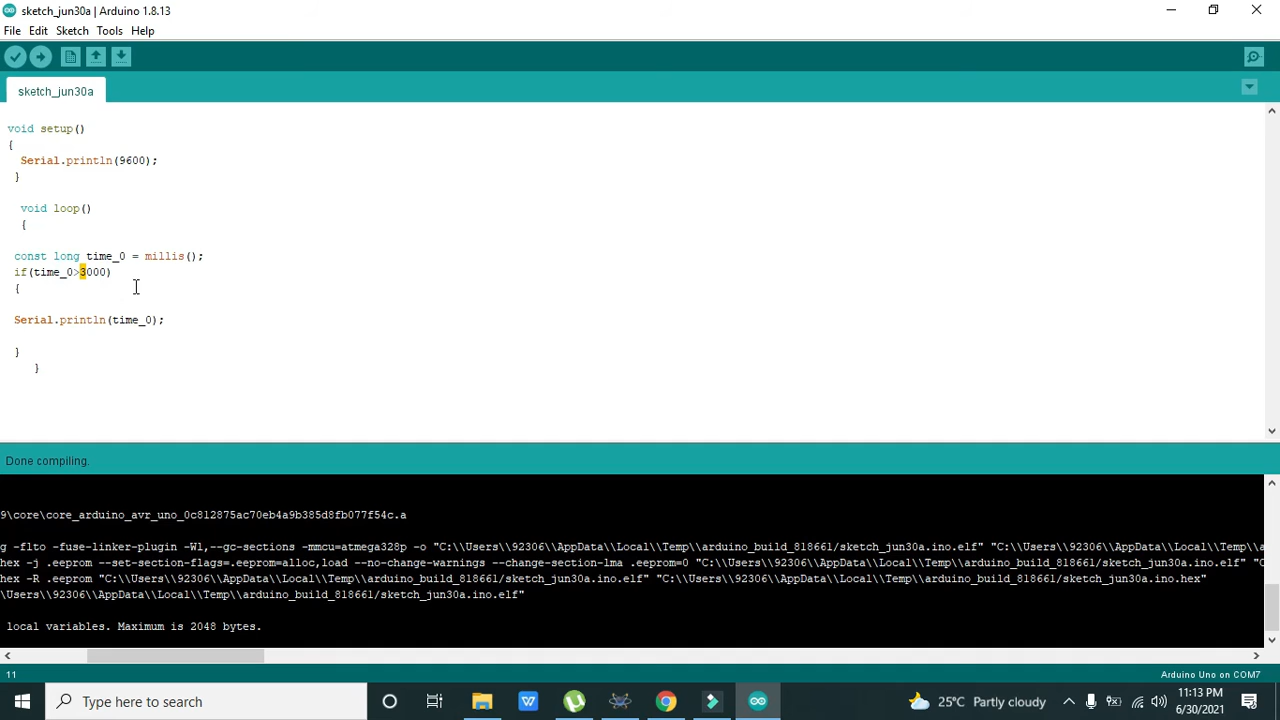 sketch_jun30a | Arduino 1.8.13
File Edit Sketch Tools Help
sketch_jun30a
void setup()
{
Serial.println(9600);
}
void loop()
{
const long time_0 = millis();
if(time_0>3000)
{
Serial.println(time_0);
}
}
Done compiling.
9\core\core_arduino_avr_uno_0c812875ac70eb4a9b385d8fb077f54c.a
g -flto -fuse-linker-plugin -Wl,--gc-sections -mmcu=atmega328p -o "C:\\Users\\92306\\AppData\\Local\\Temp\\arduino_build_818661/sketch_jun30a.ino.elf" "C:\\Users\\92306\\AppData\\Local\\Temp\\a
hex -j .eeprom --set-section-flags=.eeprom=alloc,load --no-change-warnings --change-section-lma .eeprom=0 "C:\\Users\\92306\\AppData\\Local\\Temp\\arduino_build_818661/sketch_jun30a.ino.elf" "C
hex -R .eeprom "C:\\Users\\92306\\AppData\\Local\\Temp\\arduino_build_818661/sketch_jun30a.ino.elf" "C:\\Users\\92306\\AppData\\Local\\Temp\\arduino_build_818661/sketch_jun30a.ino.hex"
\Users\\92306\\AppData\\Local\\Temp\\arduino_build_818661/sketch_jun30a.ino.elf"
local variables. Maximum is 2048 bytes.
11 Arduino Uno on COM7
Type here to search
25°C Partly cloudy
11:13 PM
6/30/2021